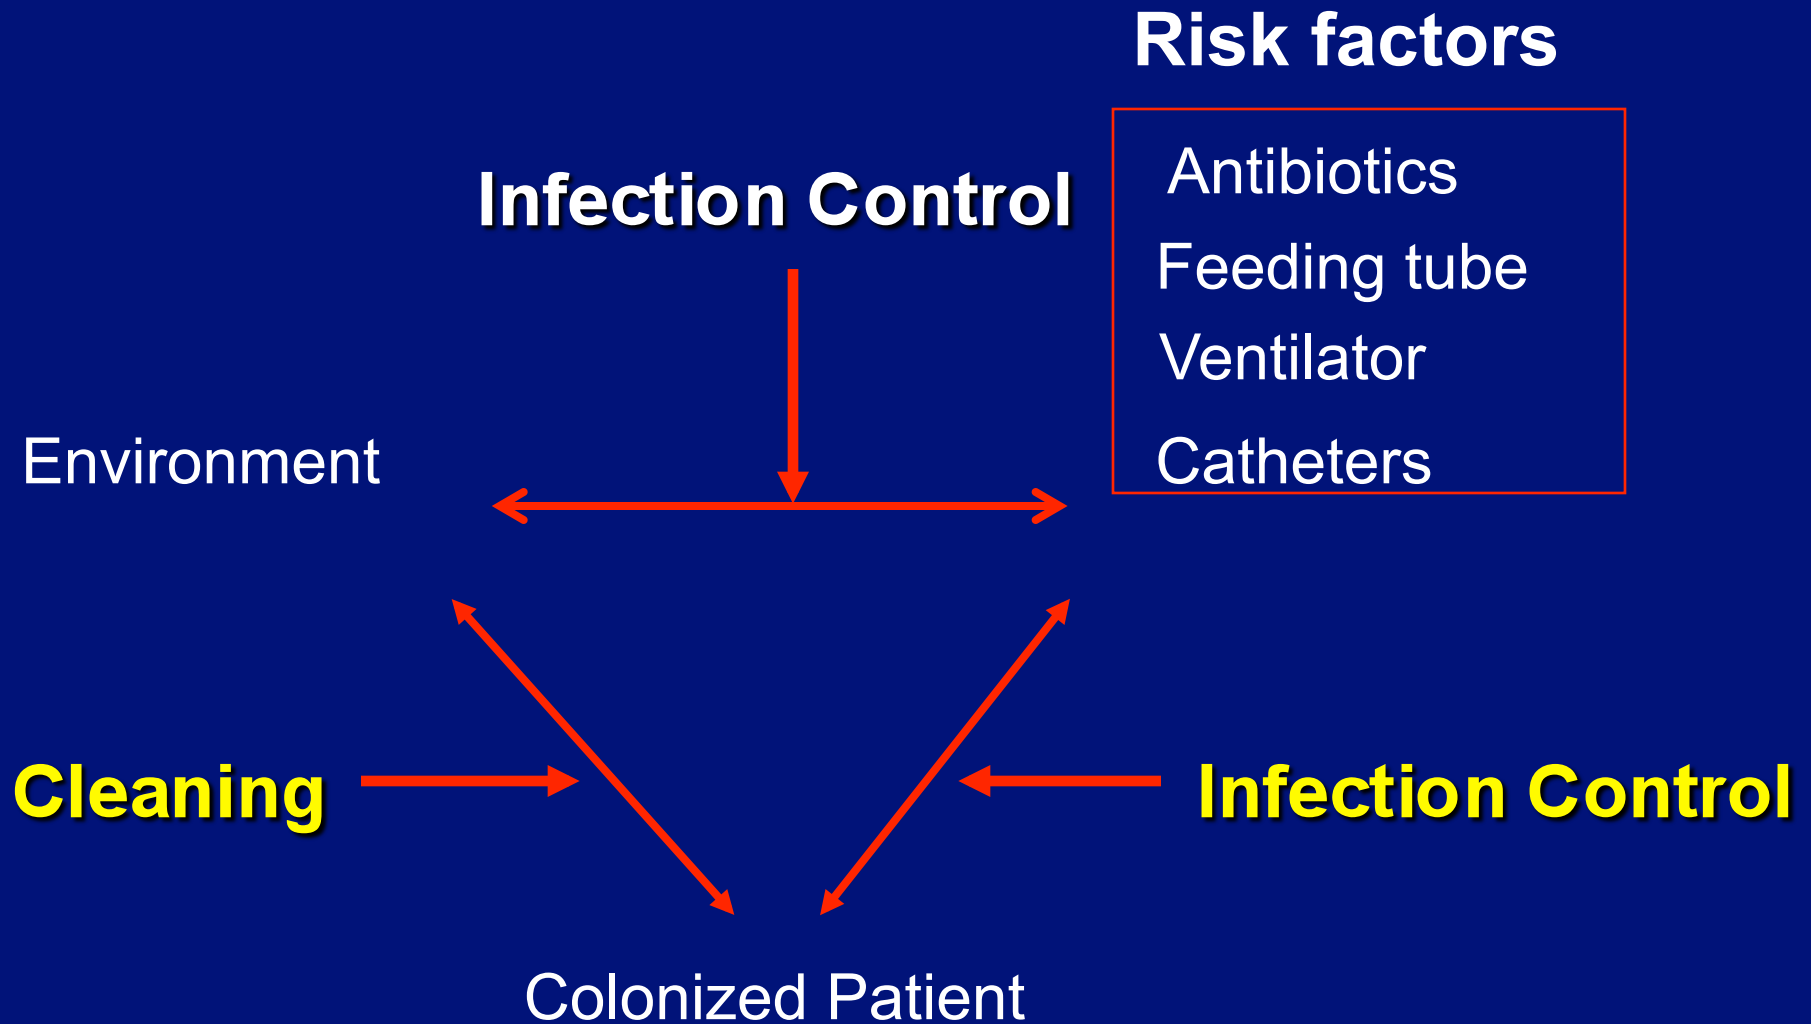 Risk factors
Infection Control
Antibiotics
Feeding tube
Ventilator
Catheters
Environment
Cleaning
Infection Control
Colonized Patient